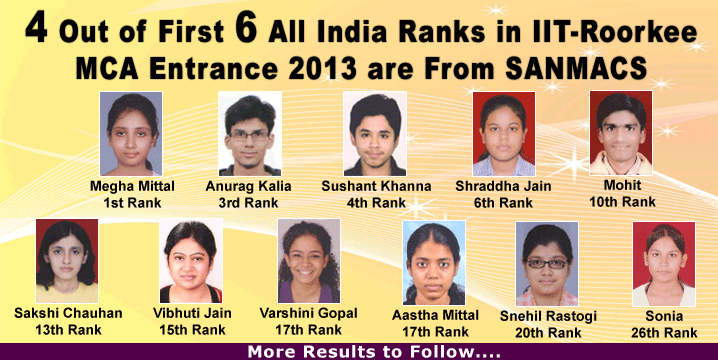 4 Out of First 6 All India Ranks in IIT-Roorkee
MCA Entrance 2013 are From SANMACS
Megha Mittal
1st Rank
Anurag Kalia
3rd Rank
Sushant Khanna
4th Rank
Shraddha Jain
6th Rank
Mohit
10th Rank
Sakshi Chauhan
13th Rank
Vibhuti Jain
15th Rank
Varshini Gopal
17th Rank
Aastha Mittal
17th Rank
Snehil Rastogi
20th Rank
Sonia
26th Rank
More Results to Follow....